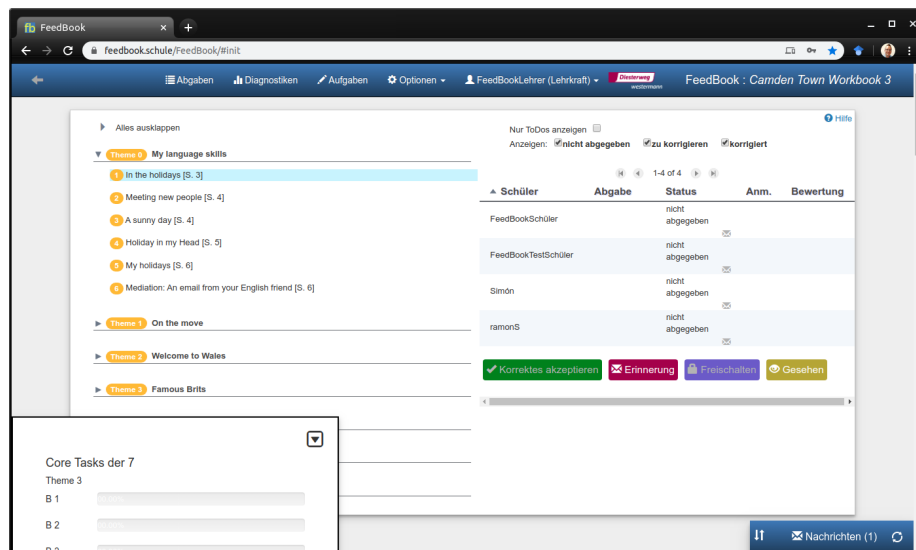 fb FeedBook × +
feedbook.schule/FeedBook/#init
Abgaben Diagnostiken Aufgaben Optionen FeedBookLehrer (Lehrkraft) Diesterweg westermann FeedBook : Camden Town Workbook 3
Hilfe
Alles ausklappen
Theme 0 My language skills
1 In the holidays [S. 3]
2 Meeting new people [S. 4]
3 A sunny day [S. 4]
4 Holiday in my Head [S. 5]
5 My holidays [S. 6]
6 Mediation: An email from your English friend [S. 6]
Theme 1 On the move
Theme 2 Welcome to Wales
Theme 3 Famous Brits
Nur ToDos anzeigen
Anzeigen: nicht abgegeben zu korrigieren korrigiert
1-4 of 4
Schüler Abgabe Status Anm. Bewertung
FeedBookSchüler nicht abgegeben
FeedBookTestSchüler nicht abgegeben
Simón nicht abgegeben
ramonS nicht abgegeben
Korrektes akzeptieren Erinnerung Freischalten Gesehen
Core Tasks der 7
Theme 3
B 1
B 2
Nachrichten (1)